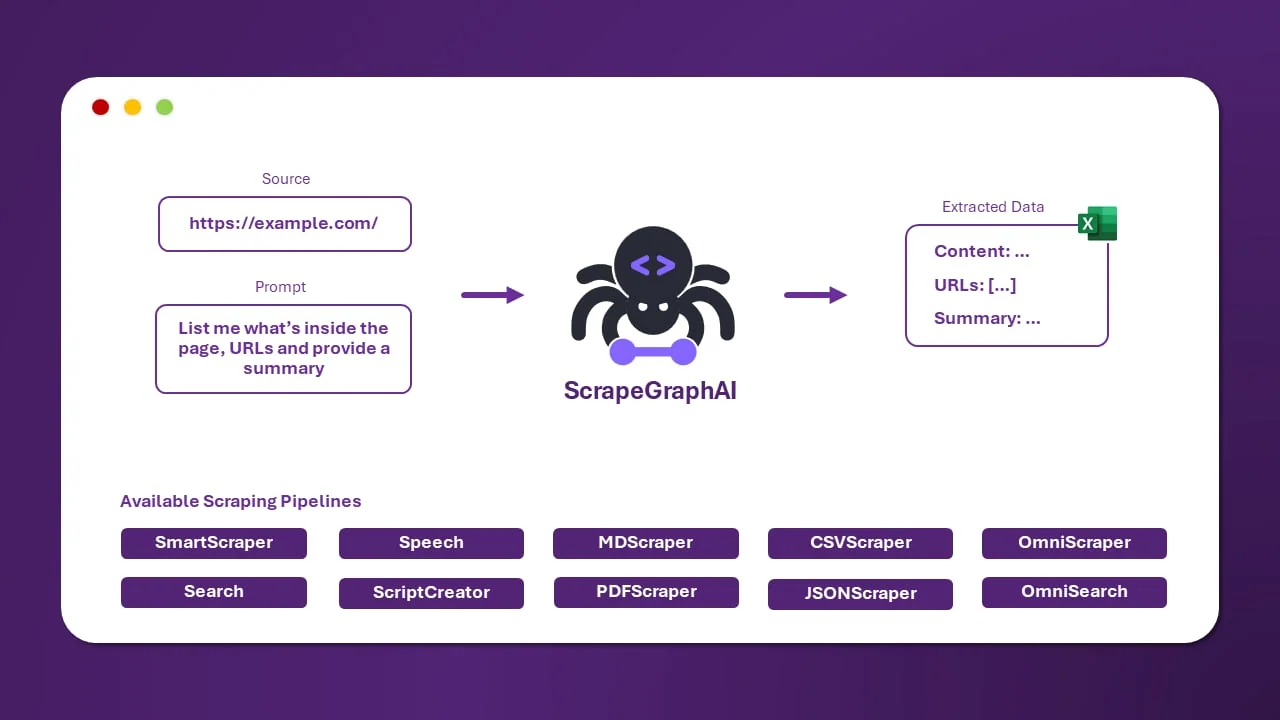 Source
https://example.com/
Prompt
List me what’s inside the
page, URLs and provide a
summary
< >
ScrapeGraphAI
Extracted Data
X
Content: ...
URLs: [...]
Summary: ...
Available Scraping Pipelines
SmartScraper
Speech
MDScraper
CSVScraper
OmniScraper
Search
ScriptCreator
PDFScraper
JSONScraper
OmniSearch